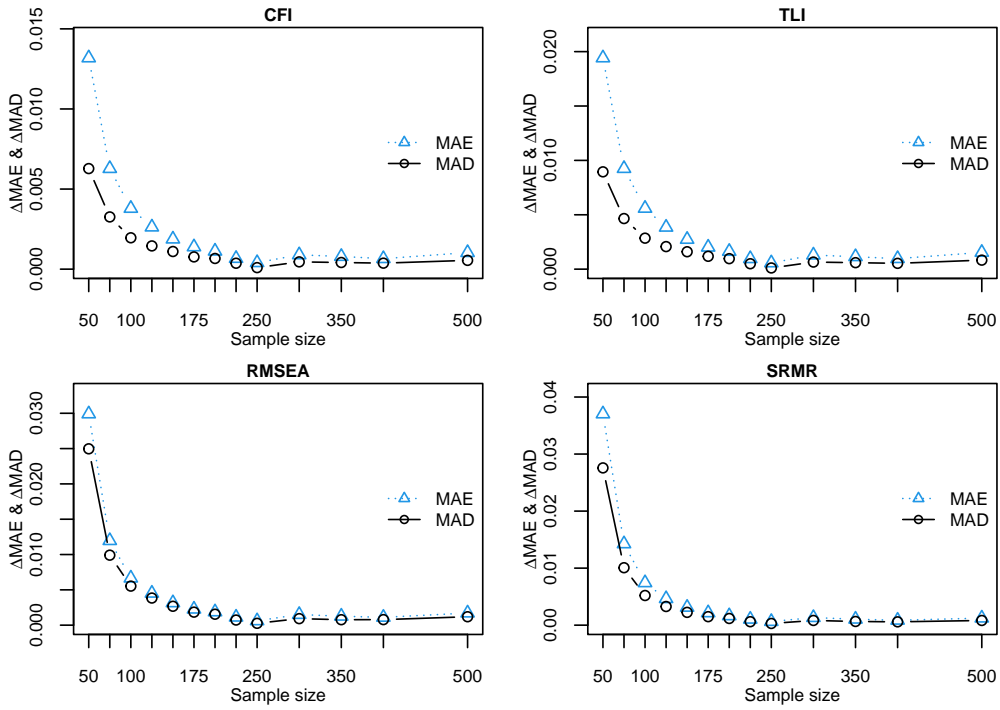 CFI
ΔMAE & ΔMAD
0.015
0.010
0.005
0.000
MAE
MAD
50 100 175 250 350 500
Sample size
TLI
ΔMAE & ΔMAD
0.020
0.010
0.000
MAE
MAD
50 100 175 250 350 500
Sample size
RMSEA
ΔMAE & ΔMAD
0.030
0.020
0.010
0.000
MAE
MAD
50 100 175 250 350 500
Sample size
SRMR
ΔMAE & ΔMAD
0.04
0.03
0.02
0.01
0.00
MAE
MAD
50 100 175 250 350 500
Sample size